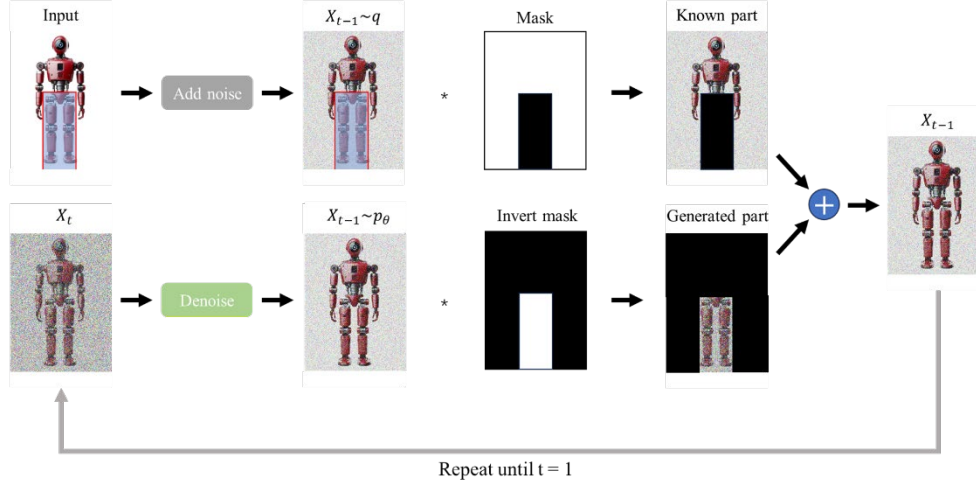 Input
Add noise
X_{t-1}~q
*
Mask
Known part
X_t
Denoise
X_{t-1}~p_θ
*
Invert mask
Generated part
+
X_{t-1}
Repeat until t = 1